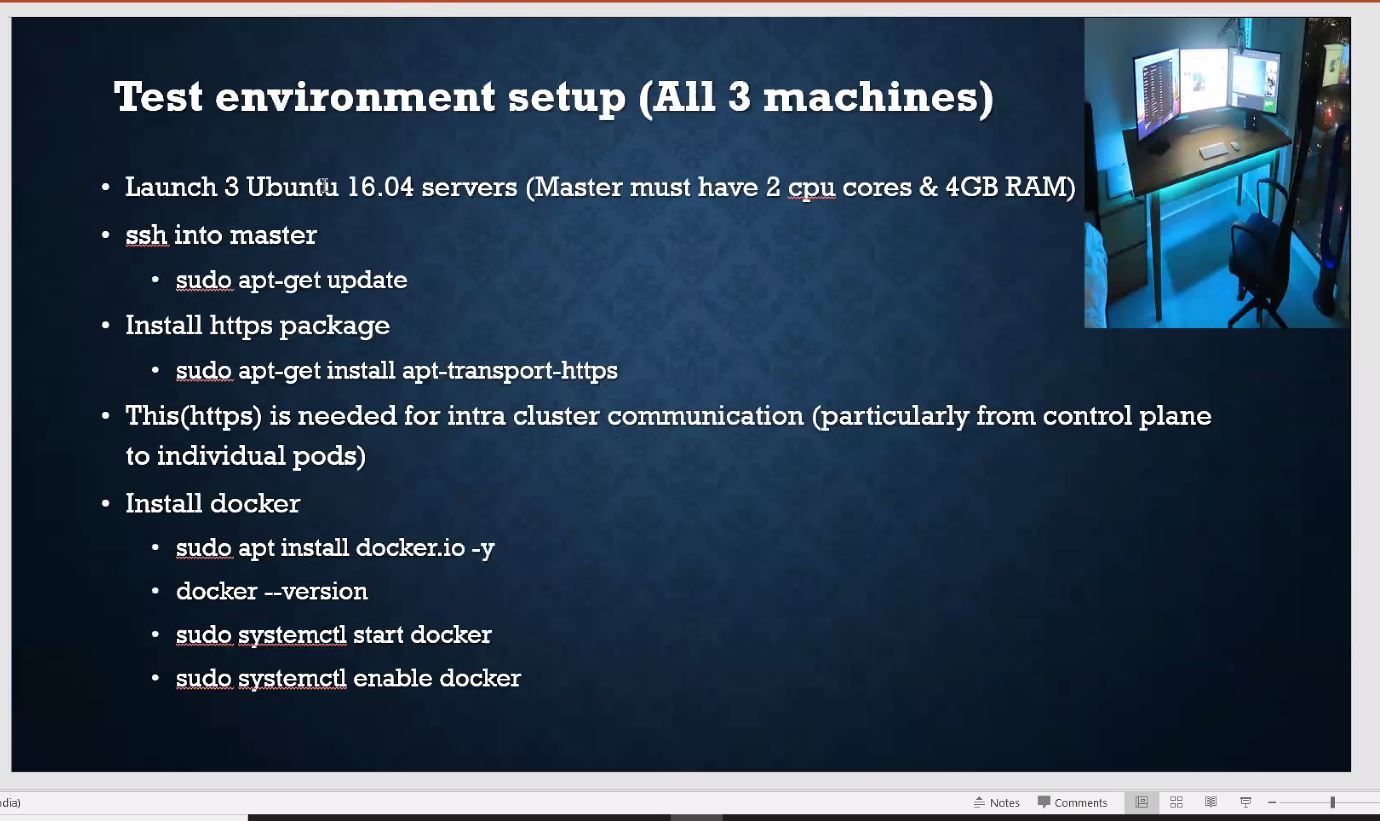 Test environment setup (All 3 machines)
• Launch 3 Ubuntu 16.04 servers (Master must have 2 cpu cores & 4GB RAM)
• ssh into master
• sudo apt-get update
• Install https package
• sudo apt-get install apt-transport-https
• This(https) is needed for intra cluster communication (particularly from control plane
to individual pods)
• Install docker
• sudo apt install docker.io -y
• docker --version
• sudo systemctl start docker
• sudo systemctl enable docker
Notes Comments